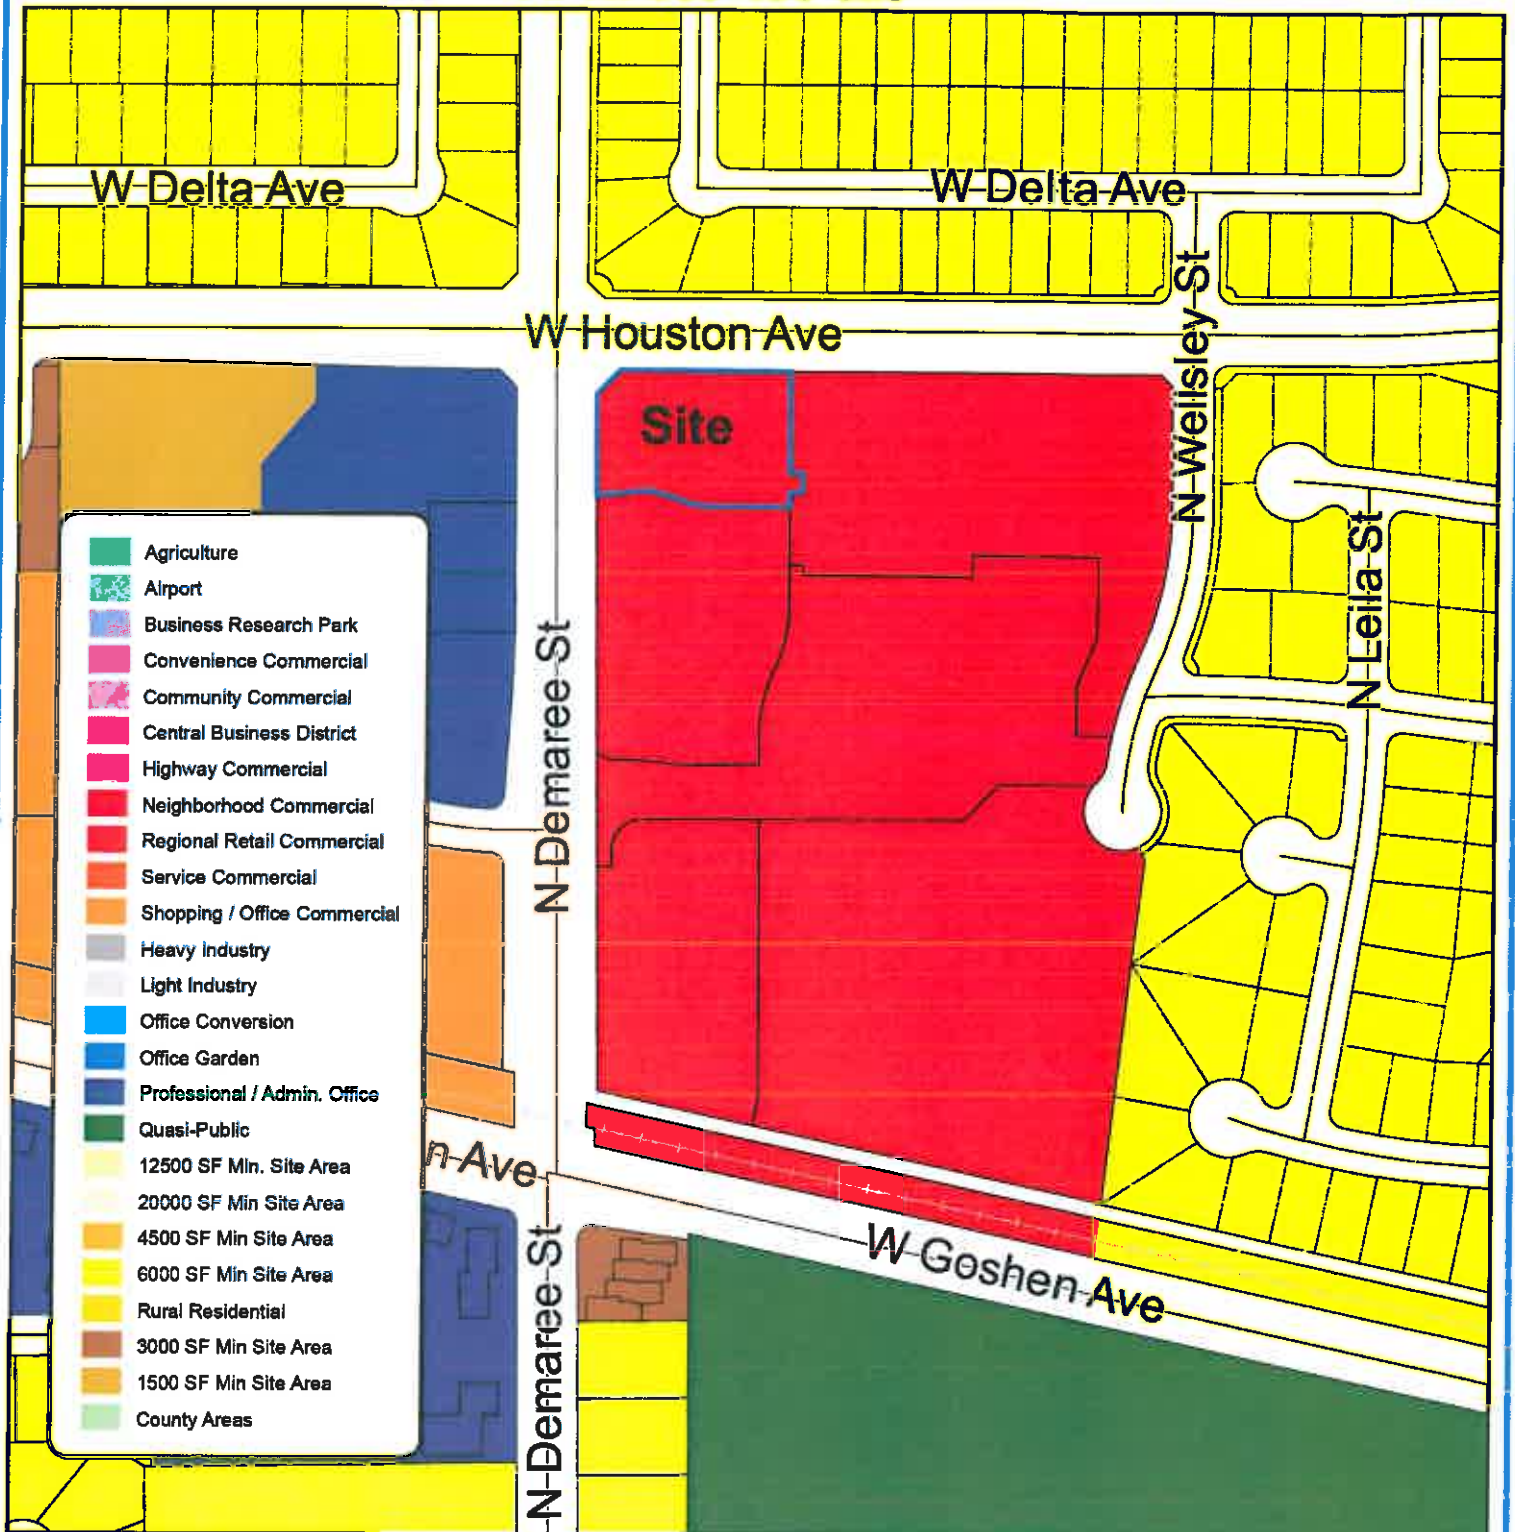 W Delta Ave
W Delta Ave
N Wellsley St
W Houston Ave
Site
N Leila St
Agriculture
Airport
Business Research Park
Convenience Commercial
Community Commercial
Central Business District
Highway Commercial
Neighborhood Commercial
Regional Retail Commercial
Service Commercial
Shopping / Office Commercial
Heavy Industry
Light Industry
Office Conversion
Office Garden
Professional / Admin. Office
Quasi-Public
12500 SF Min. Site Area
20000 SF Min Site Area
4500 SF Min Site Area
6000 SF Min Site Area
Rural Residential
3000 SF Min Site Area
1500 SF Min Site Area
County Areas
N Demaree St
n Ave
W Goshen Ave
N Demaree St